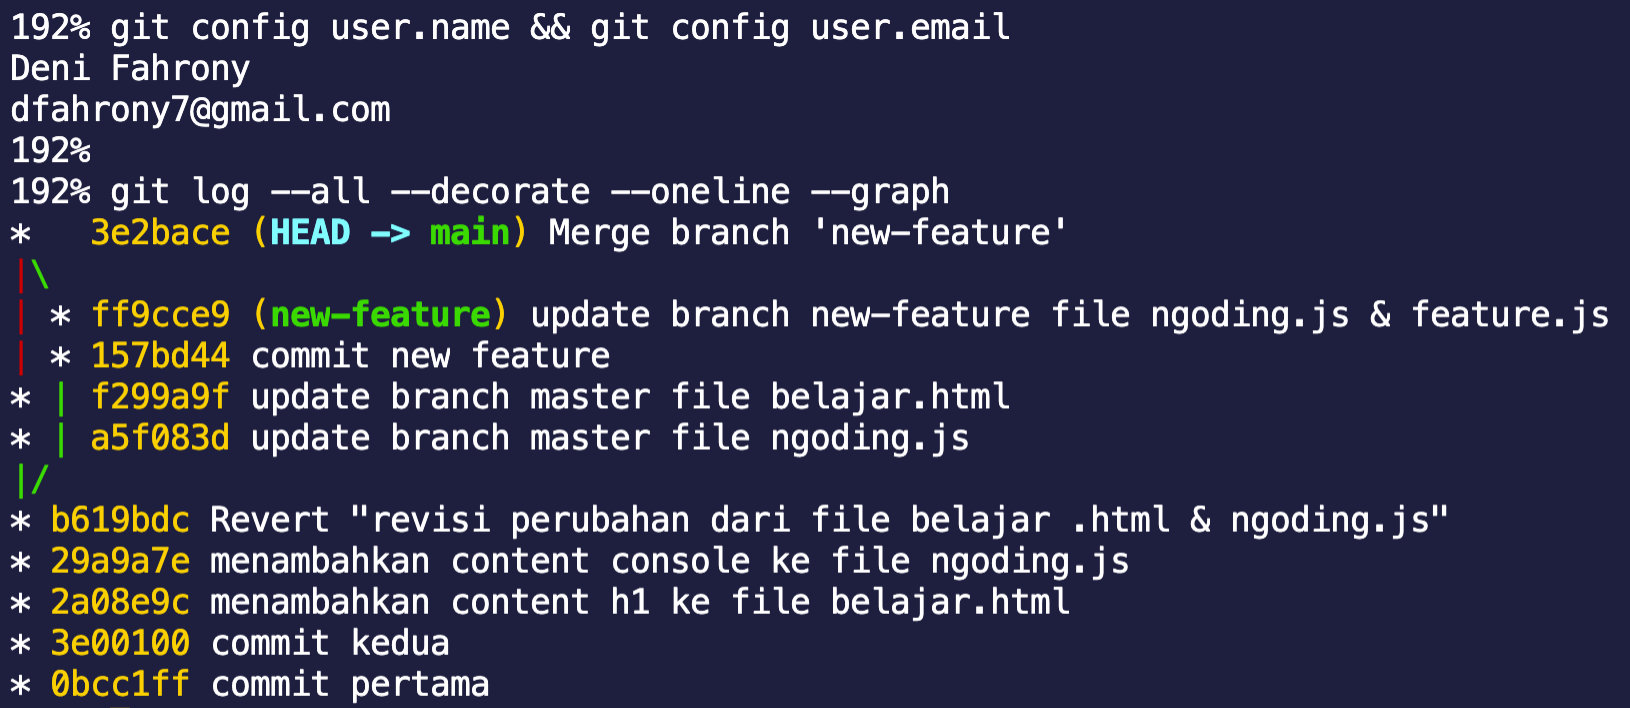 192% git config user.name && git config user.email
Deni Fahrony
dfahrony7@gmail.com
192%
192% git log --all --decorate --oneline --graph
*   3e2bace (HEAD -> main) Merge branch 'new-feature'
|\
| * ff9cce9 (new-feature) update branch new-feature file ngoding.js & feature.js
| * 157bd44 commit new feature
* | f299a9f update branch master file belajar.html
* | a5f083d update branch master file ngoding.js
|/
* b619bdc Revert "revisi perubahan dari file belajar .html & ngoding.js"
* 29a9a7e menambahkan content console ke file ngoding.js
* 2a08e9c menambahkan content h1 ke file belajar.html
* 3e00100 commit kedua
* 0bcc1ff commit pertama